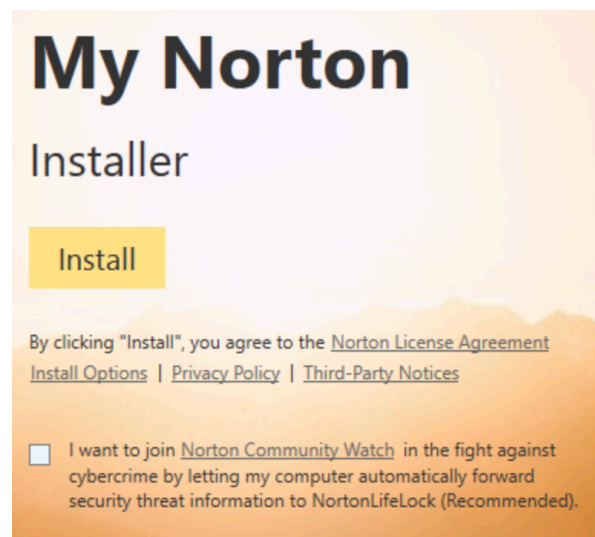 My Norton
Installer
Install
By clicking "Install", you agree to the Norton License Agreement
Install Options | Privacy Policy | Third-Party Notices
I want to join Norton Community Watch in the fight against
cybercrime by letting my computer automatically forward
security threat information to NortonLifeLock (Recommended).